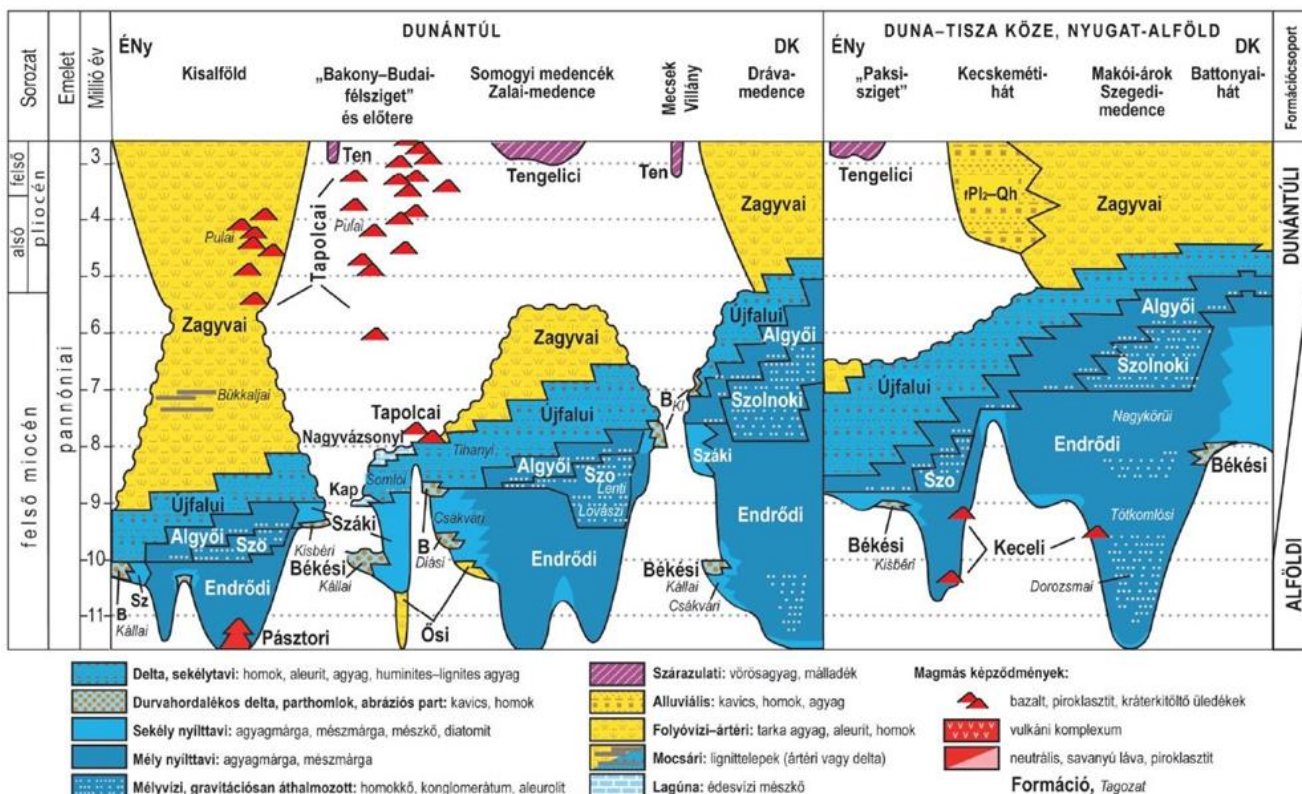 Sorozat
Emelet
Millió év
DUNÁNTÚL
ÉNy
DK
Kisalföld
„Bakony–Budai-
félsziget”
és előtere
Somogyi medencék
Zalai-medence
Mecsek
Villány
Dráva-
medence
DUNA–TISZA KÖZE, NYUGAT-ALFÖLD
ÉNy
DK
„Paksi-
sziget”
Kecskeméti-
hát
Makói-árok
Szegedi-
medence
Battonyai-
hát
Formációcsoport
felső
alsó
pliocén
felső miocén
pannóniai
3
4
5
6
7
8
9
10
11
DUNÁNTÚLI
ALFÖLDI
Pulai
Zagyvai
Bükkaljai
Újfalui
Algyői
Szó
Endrődi
B
Kállai
Sz
Pásztori
Kisbéri
Száki
Ten
Tapolcai
Pulai
Tapolcai
Nagyvázsonyi
Kap
Somlói
Békési
Kállai
B
Diási
Ősi
Tengelici
Zagyvai
Újfalui
Tihanyi
Algyői
Szó
Lenti
Lovászi
Csákvári
Endrődi
Ten
B
Kl
Száki
Békési
Kállai
Csákvári
Zagyvai
Újfalui
Algyői
Szolnoki
Endrődi
Tengelici
fPl₂–Qh
Zagyvai
Újfalui
Algyői
Szolnoki
Szó
Nagykörüi
Endrődi
Békési
Tótkomlósi
Békési
Kisbéri
Keceli
Dorozsmai
Delta, sekélytavi: homok, aleurit, agyag, huminites–lignites agyag
Durvahordalékos delta, parthomlok, abráziós part: kavics, homok
Sekély nyílttavi: agyagmárga, mészmárga, mészkő, diatomit
Mély nyílttavi: agyagmárga, mészmárga
Mélyvízi, gravitációsan áthalmozott: homokkő, konglomerátum, aleurolit
Szárazulati: vörösagyag, málladék
Alluviális: kavics, homok, agyag
Folyóvízi–ártéri: tarka agyag, aleurit, homok
Mocsári: lignittelepek (ártéri vagy delta)
Lagúna: édesvízi mészkő
Magmás képződmények:
bazalt, piroklasztit, kráterkitöltő üledékek
vulkáni komplexum
neutrális, savanyú láva, piroklasztit
Formáció, Tagozat